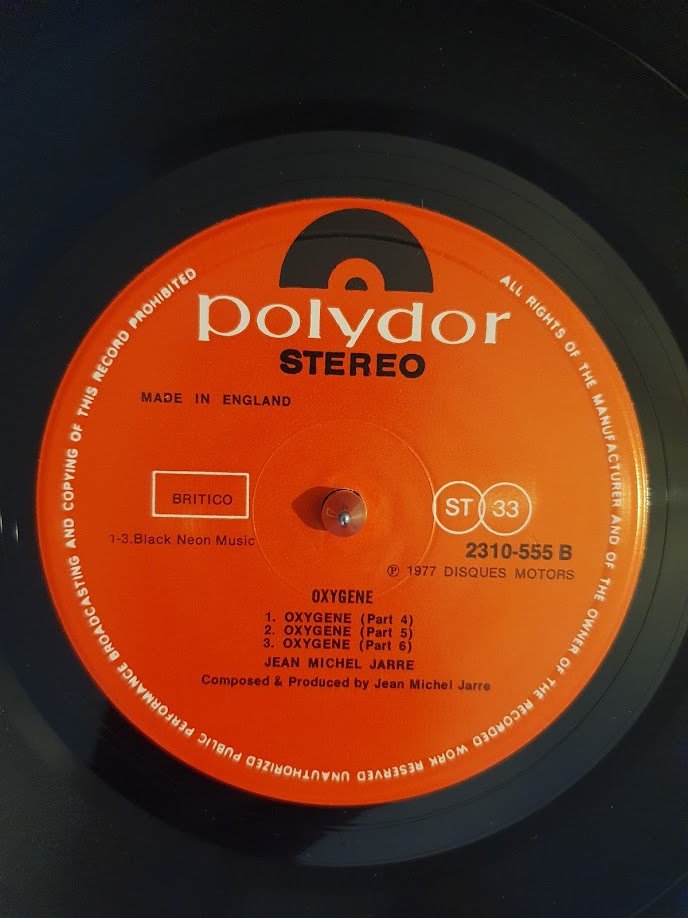 polydor
STEREO
MADE IN ENGLAND
BRITICO
ST 33
1-3.Black Neon Music
2310-555 B
℗ 1977 DISQUES MOTORS
OXYGENE
1. OXYGENE (Part 4)
2. OXYGENE (Part 5)
3. OXYGENE (Part 6)
JEAN MICHEL JARRE
Composed & Produced by Jean Michel Jarre
ALL RIGHTS OF THE MANUFACTURER AND OF THE OWNER OF THE RECORDED WORK RESERVED UNAUTHORIZED PUBLIC PERFORMANCE BROADCASTING AND COPYING OF THIS RECORD PROHIBITED